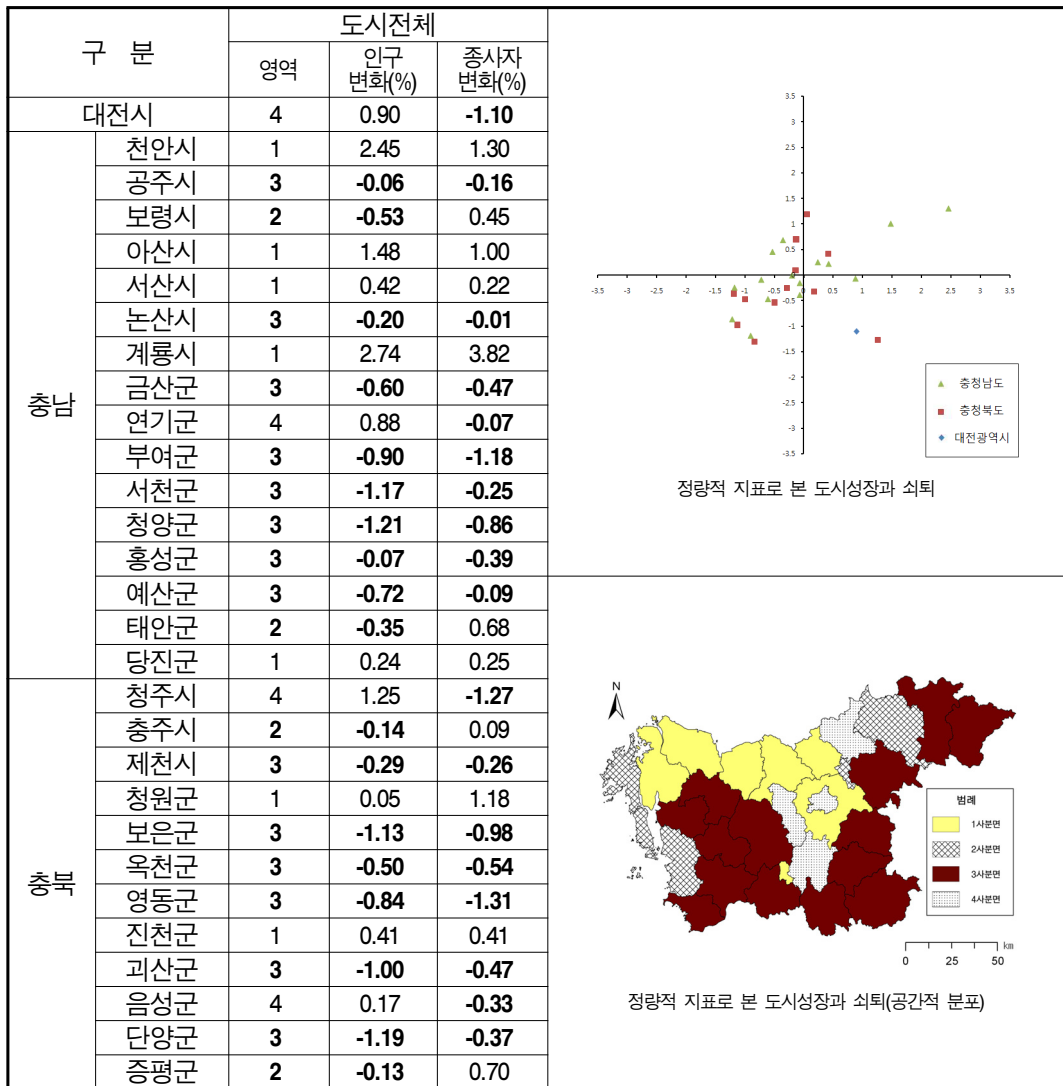 구 분 도시전체
영역 인구 변화(%) 종사자 변화(%)
대전시 4 0.90 -1.10
충남
천안시 1 2.45 1.30
공주시 3 -0.06 -0.16
보령시 2 -0.53 0.45
아산시 1 1.48 1.00
서산시 1 0.42 0.22
논산시 3 -0.20 -0.01
계룡시 1 2.74 3.82
금산군 3 -0.60 -0.47
연기군 4 0.88 -0.07
부여군 3 -0.90 -1.18
서천군 3 -1.17 -0.25
청양군 3 -1.21 -0.86
홍성군 3 -0.07 -0.39
예산군 3 -0.72 -0.09
태안군 2 -0.35 0.68
당진군 1 0.24 0.25
충북
청주시 4 1.25 -1.27
충주시 2 -0.14 0.09
제천시 3 -0.29 -0.26
청원군 1 0.05 1.18
보은군 3 -1.13 -0.98
옥천군 3 -0.50 -0.54
영동군 3 -0.84 -1.31
진천군 1 0.41 0.41
괴산군 3 -1.00 -0.47
음성군 4 0.17 -0.33
단양군 3 -1.19 -0.37
증평군 2 -0.13 0.70
3.5
3
2.5
2
1.5
1
0.5
0
-3.5 -3 -2.5 -2 -1.5 -1 -0.5 0 0.5 1 1.5 2 2.5 3 3.5
-0.5
-1
-1.5
-2
-2.5
-3
-3.5
충청남도
충청북도
대전광역시
정량적 지표로 본 도시성장과 쇠퇴
N
범례
1사분면
2사분면
3사분면
4사분면
km
0 25 50
정량적 지표로 본 도시성장과 쇠퇴(공간적 분포)